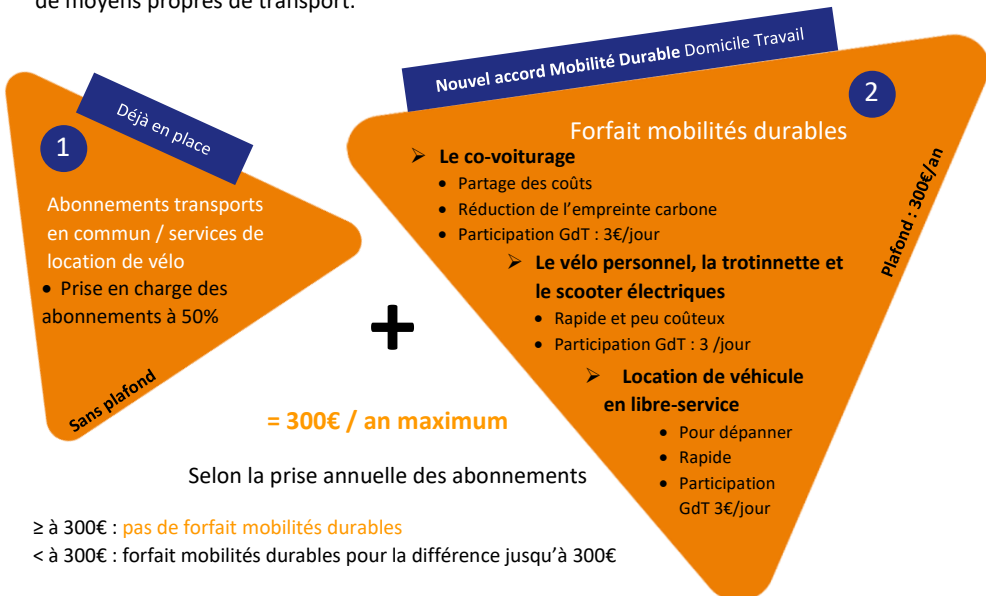 de moyens propres de transport.
Déjà en place
1
Abonnements transports
en commun / services de
location de vélo
• Prise en charge des
abonnements à 50%
Sans plafond
+
Nouvel accord Mobilité Durable Domicile Travail
2
Forfait mobilités durables
➢ Le co-voiturage
• Partage des coûts
• Réduction de l’empreinte carbone
• Participation GdT : 3€/jour
➢ Le vélo personnel, la trotinnette et
le scooter électriques
• Rapide et peu coûteux
• Participation GdT : 3 /jour
➢ Location de véhicule
en libre-service
• Pour dépanner
• Rapide
• Participation
GdT 3€/jour
Plafond : 300€/an
= 300€ / an maximum
Selon la prise annuelle des abonnements
≥ à 300€ : pas de forfait mobilités durables
< à 300€ : forfait mobilités durables pour la différence jusqu’à 300€